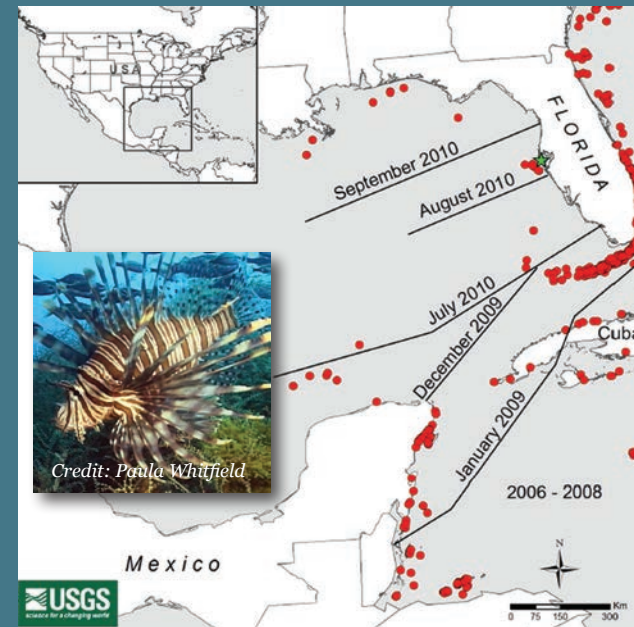 USA
FLORIDA
September 2010
August 2010
July 2010
December 2009
January 2009
Cuba
2006 - 2008
Credit: Paula Whitfield
Mexico
N
USGS
science for a changing world
Km
0 75 150 300